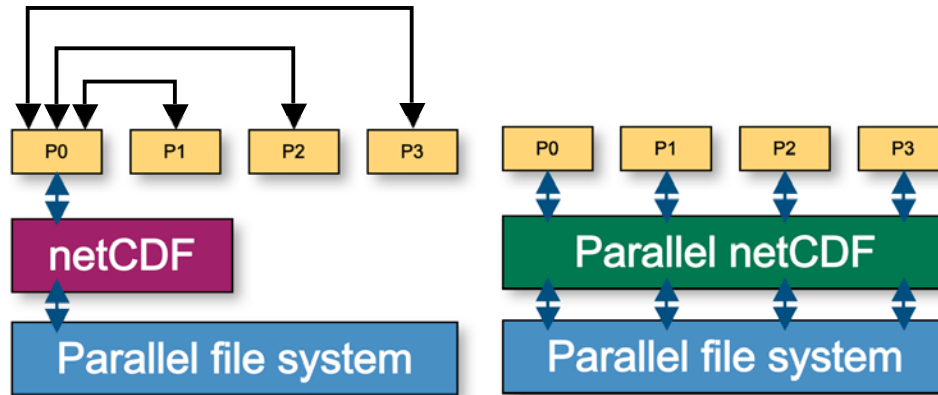 P0 P1 P2 P3
netCDF
Parallel file system
P0 P1 P2 P3
Parallel netCDF
Parallel file system